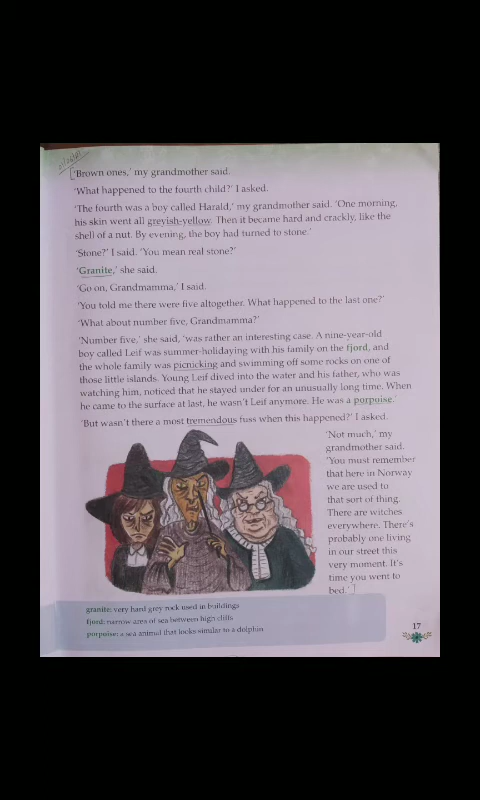 'Brown ones,' my grandmother said.
'What happened to the fourth child?' I asked.
'The fourth was a boy called Harald,' my grandmother said. 'One morning,
his skin went all greyish-yellow. Then it became hard and crackly, like the
shell of a nut. By evening, the boy had turned to stone.'
'Stone?' I said. 'You mean real stone?'
'Granite,' she said.
'Go on, Grandmamma,' I said.
'You told me there were five altogether. What happened to the last one?'
'What about number five, Grandmamma?'
'Number five,' she said, 'was rather an interesting case. A nine-year-old
boy called Leif was summer-holidaying with his family on the fjord, and
the whole family was picnicking and swimming off some rocks on one of
those little islands. Young Leif dived into the water and his father, who was
watching him, noticed that he stayed under for an unusually long time. When
he came to the surface at last, he wasn't Leif anymore. He was a porpoise.'
'But wasn't there a most tremendous fuss when this happened?' I asked.
'Not much,' my
grandmother said.
'You must remember
that here in Norway
we are used to
that sort of thing.
There are witches
everywhere. There's
probably one living
in our street this
very moment. It's
time you went to
bed.'
granite: very hard grey rock used in buildings
fjord: narrow area of sea between high cliffs
porpoise: a sea animal that looks similar to a dolphin
17